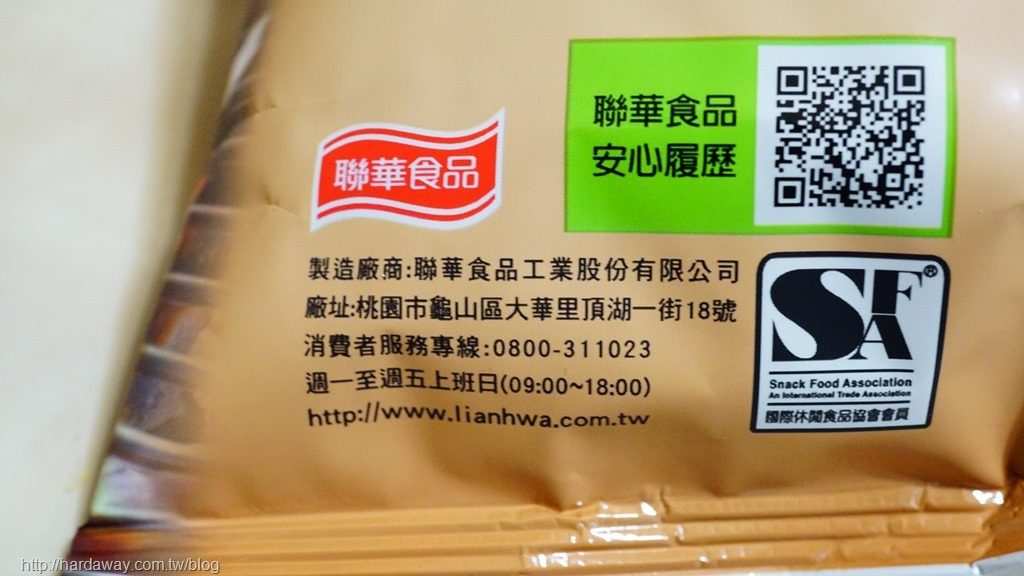 聯華食品
安心履歷
聯華食品
製造廠商:聯華食品工業股份有限公司
廠址:桃園市龜山區大華里頂湖一街18號
消費者服務專線:0800-311023
週一至週五上班日(09:00~18:00)
http://www.lianhwa.com.tw
SFA®
Snack Food Association
An International Trade Association
國際休閒食品協會會員
http://hardaway.com.tw/blog